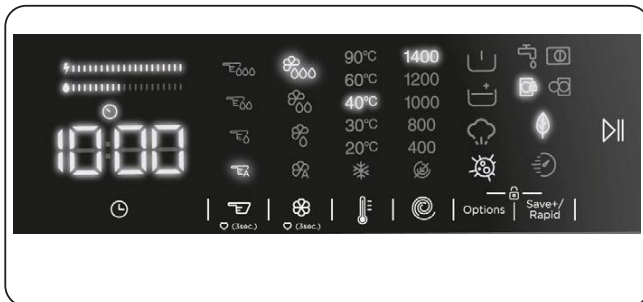 90°C 1400
60°C 1200
40°C 1000
30°C 800
20°C 400
10:00
A A
Options Save+/
Rapid
(3sec.) (3sec.)